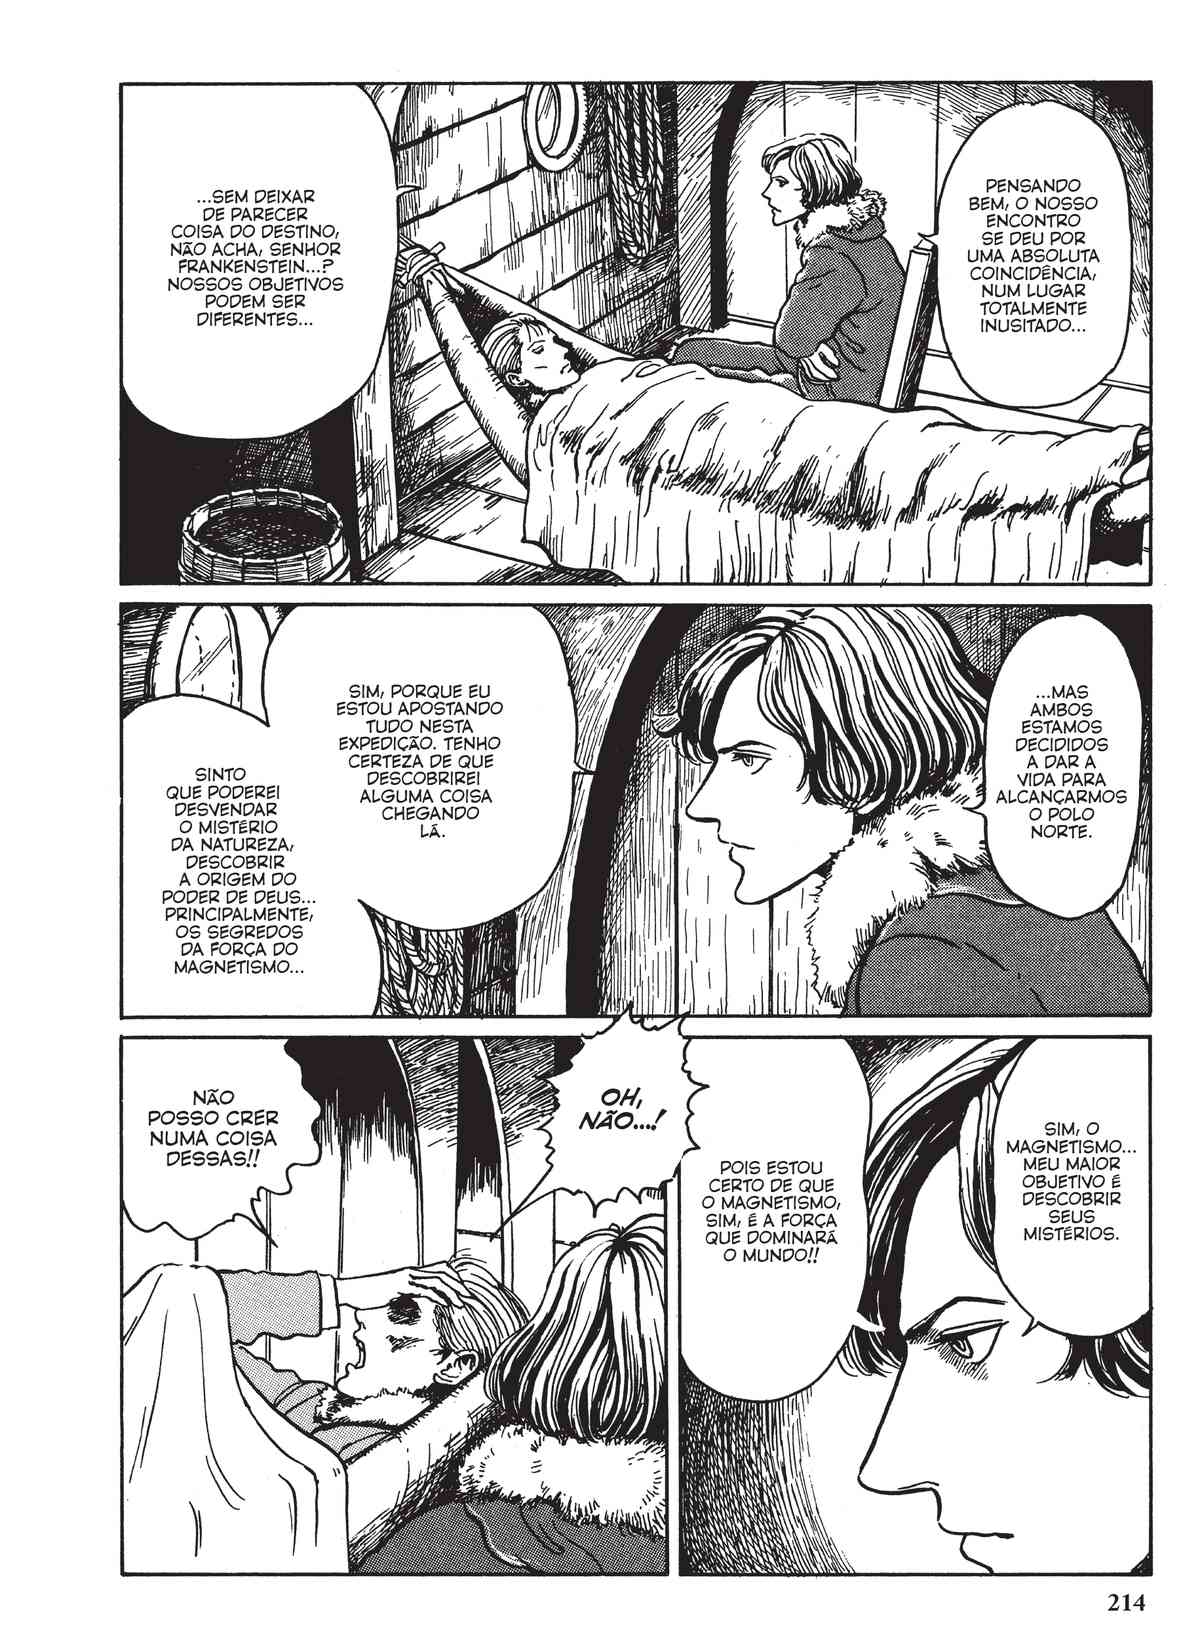 PENSANDO
BEM, O NOSSO
ENCONTRO
SE DEU POR
UMA ABSOLUTA
COINCIDÊNCIA,
NUM LUGAR
TOTALMENTE
INUSITADO...
...SEM DEIXAR
DE PARECER
COISA DO DESTINO,
NÃO ACHA, SENHOR
FRANKENSTEIN...?
NOSSOS OBJETIVOS
PODEM SER
DIFERENTES...
...MAS
AMBOS
ESTAMOS
DECIDIDOS
A DAR A
VIDA PARA
ALCANÇARMOS
O POLO
NORTE.
SIM, PORQUE EU
ESTOU APOSTANDO
TUDO NESTA
EXPEDIÇÃO. TENHO
CERTEZA DE QUE
DESCOBRIREI
ALGUMA COISA
CHEGANDO
LÁ.
SINTO
QUE PODEREI
DESVENDAR
O MISTÉRIO
DA NATUREZA,
DESCOBRIR
A ORIGEM DO
PODER DE DEUS...
PRINCIPALMENTE,
OS SEGREDOS
DA FORÇA DO
MAGNETISMO...
SIM, O
MAGNETISMO...
MEU MAIOR
OBJETIVO É
DESCOBRIR
SEUS
MISTÉRIOS.
POIS ESTOU
CERTO DE QUE
O MAGNETISMO,
SIM, É A FORÇA
QUE DOMINARÁ
O MUNDO!!
OH,
NÃO...!
NÃO
POSSO CRER
NUMA COISA
DESSAS!!
214